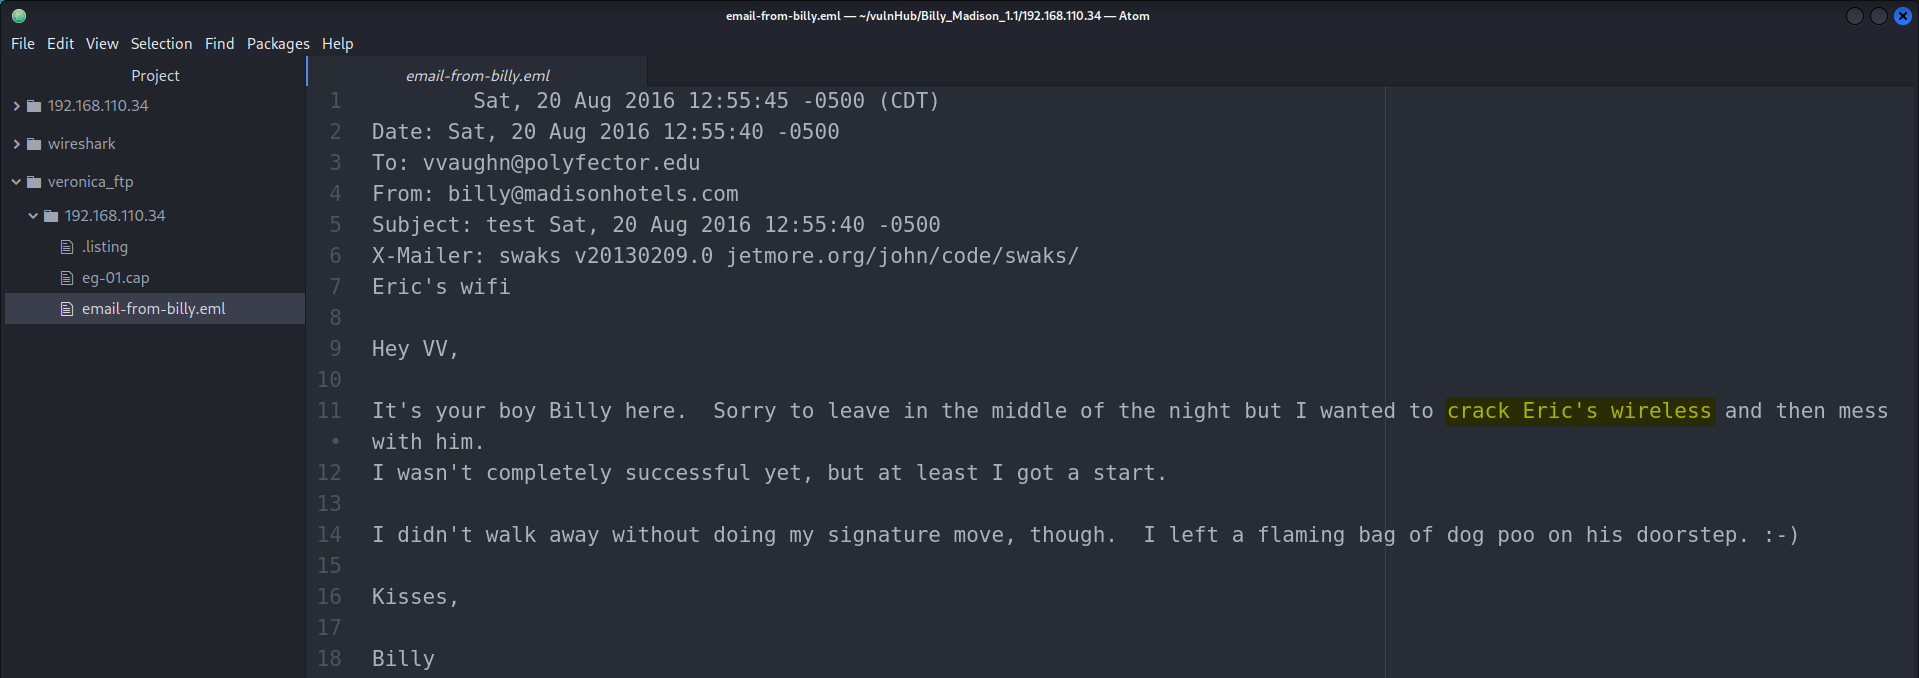 email-from-billy.eml — ~/vulnHub/Billy_Madison_1.1/192.168.110.34 — Atom
File Edit View Selection Find Packages Help
Project
192.168.110.34
wireshark
veronica_ftp
192.168.110.34
.listing
eg-01.cap
email-from-billy.eml
email-from-billy.eml
1 Sat, 20 Aug 2016 12:55:45 -0500 (CDT)
2 Date: Sat, 20 Aug 2016 12:55:40 -0500
3 To: vvaughn@polyfector.edu
4 From: billy@madisonhotels.com
5 Subject: test Sat, 20 Aug 2016 12:55:40 -0500
6 X-Mailer: swaks v20130209.0 jetmore.org/john/code/swaks/
7 Eric's wifi
8
9 Hey VV,
10
11 It's your boy Billy here.  Sorry to leave in the middle of the night but I wanted to crack Eric's wireless and then mess
• with him.
12 I wasn't completely successful yet, but at least I got a start.
13
14 I didn't walk away without doing my signature move, though.  I left a flaming bag of dog poo on his doorstep. :-)
15
16 Kisses,
17
18 Billy